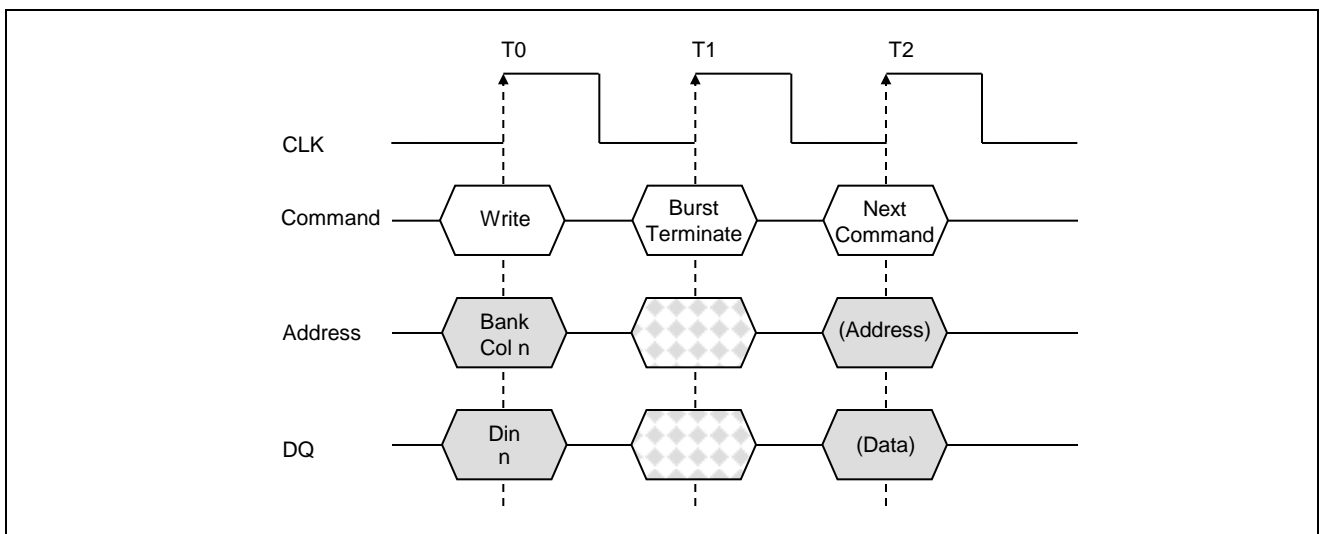 T0 T1 T2
CLK
Command Write Burst Terminate Next Command
Address Bank Col n (Address)
DQ Din n (Data)